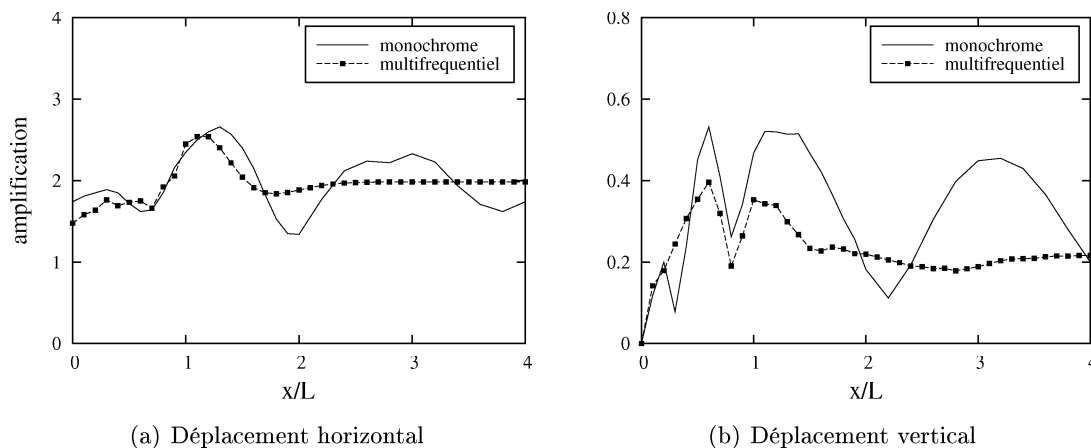 4
3
2
1
0
amplification
monochrome
multifrequentiel
0 1 2 3 4
x/L
(a) Déplacement horizontal
0.8
0.6
0.4
0.2
0
monochrome
multifrequentiel
0 1 2 3 4
x/L
(b) Déplacement vertical